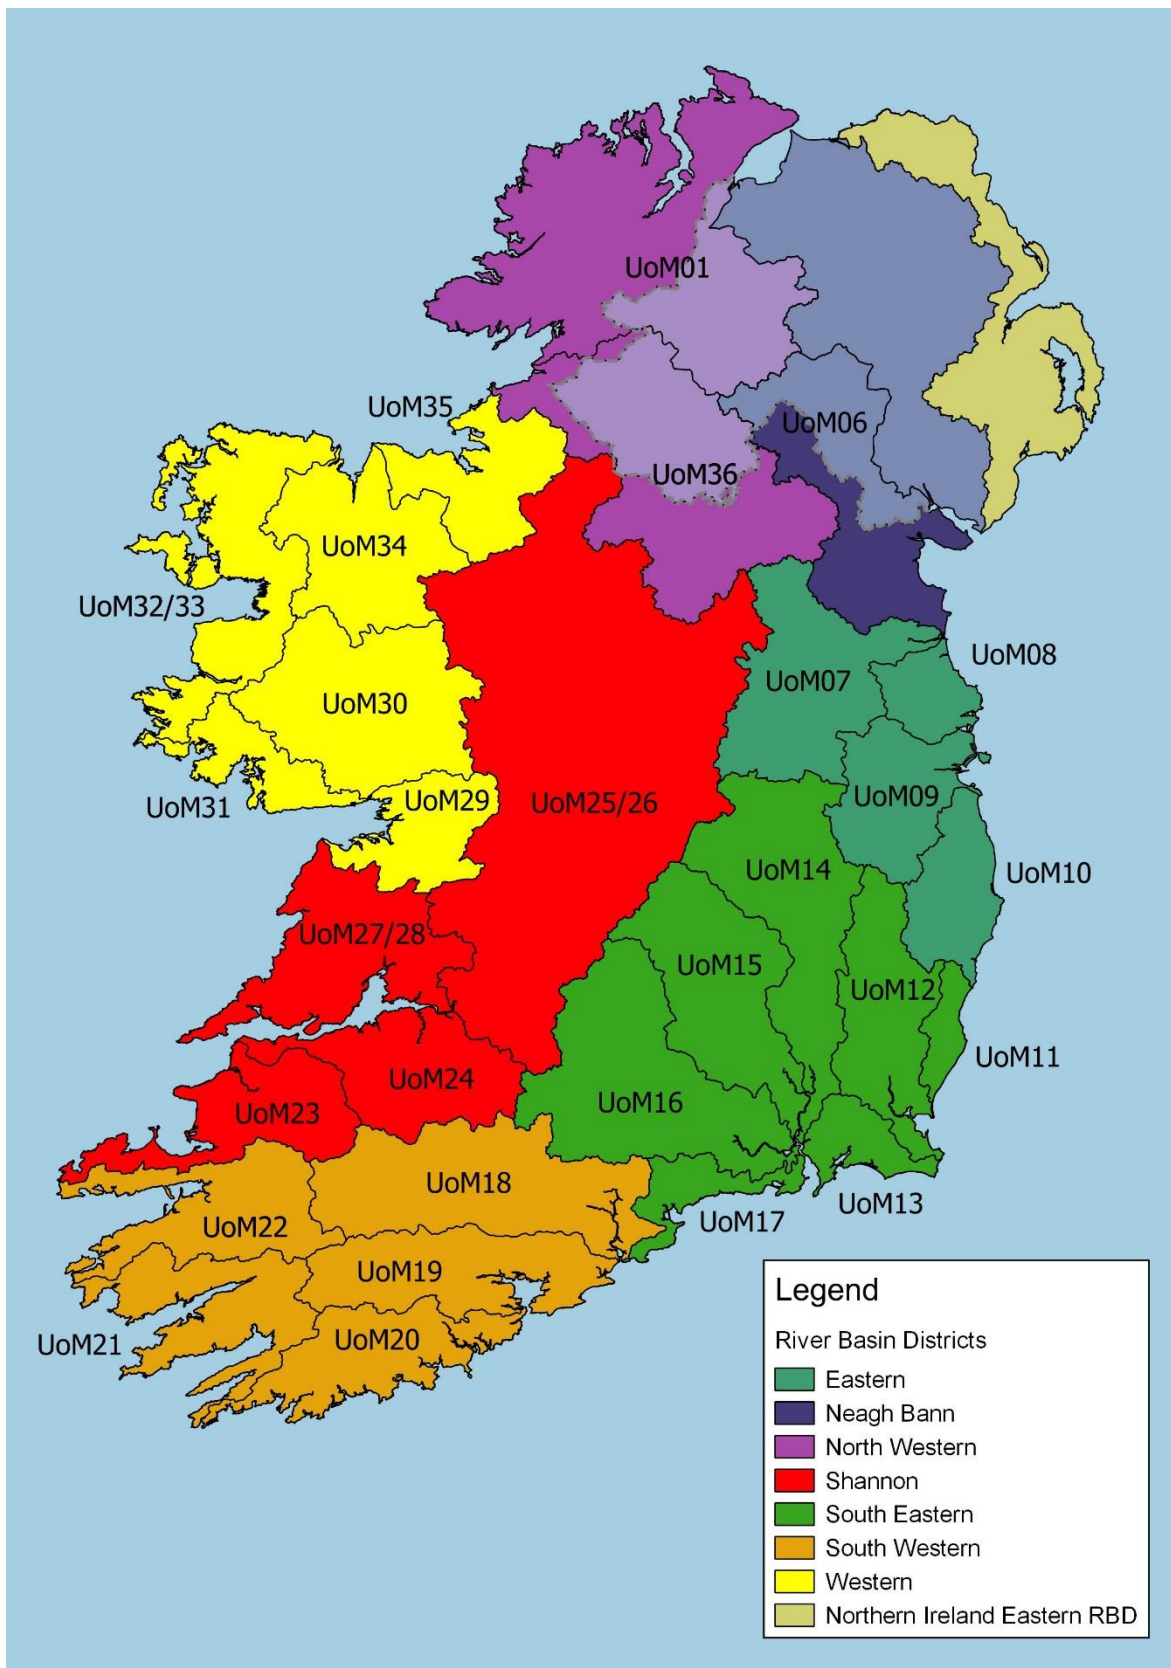 UoM01
UoM35
UoM06
UoM36
UoM34
UoM32/33
UoM08
UoM07
UoM30
UoM31
UoM29
UoM25/26
UoM09
UoM14
UoM10
UoM27/28
UoM15
UoM12
UoM11
UoM24
UoM23
UoM16
UoM18
UoM13
UoM17
UoM22
UoM19
UoM21
UoM20
Legend
River Basin Districts
Eastern
Neagh Bann
North Western
Shannon
South Eastern
South Western
Western
Northern Ireland Eastern RBD